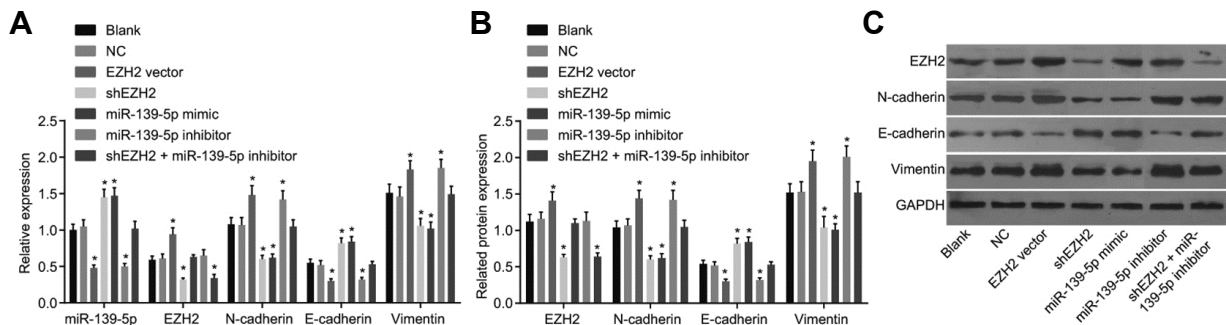 A
Blank
NC
EZH2 vector
shEZH2
miR-139-5p mimic
miR-139-5p inhibitor
shEZH2 + miR-139-5p inhibitor
Relative expression
2.5
2.0
1.5
1.0
0.5
0.0
* * * * *
* * *
* * * *
* * * *
* * * *
miR-139-5p EZH2 N-cadherin E-cadherin Vimentin
B
Blank
NC
EZH2 vector
shEZH2
miR-139-5p mimic
miR-139-5p inhibitor
shEZH2 + miR-139-5p inhibitor
Related protein expression
2.5
2.0
1.5
1.0
0.5
0.0
* * *
* * * *
* * * *
* * * *
EZH2 N-cadherin E-cadherin Vimentin
C
EZH2
N-cadherin
E-cadherin
Vimentin
GAPDH
Blank
NC
EZH2 vector
shEZH2
miR-139-5p mimic
miR-139-5p inhibitor
shEZH2 + miR-
139-5p inhibitor